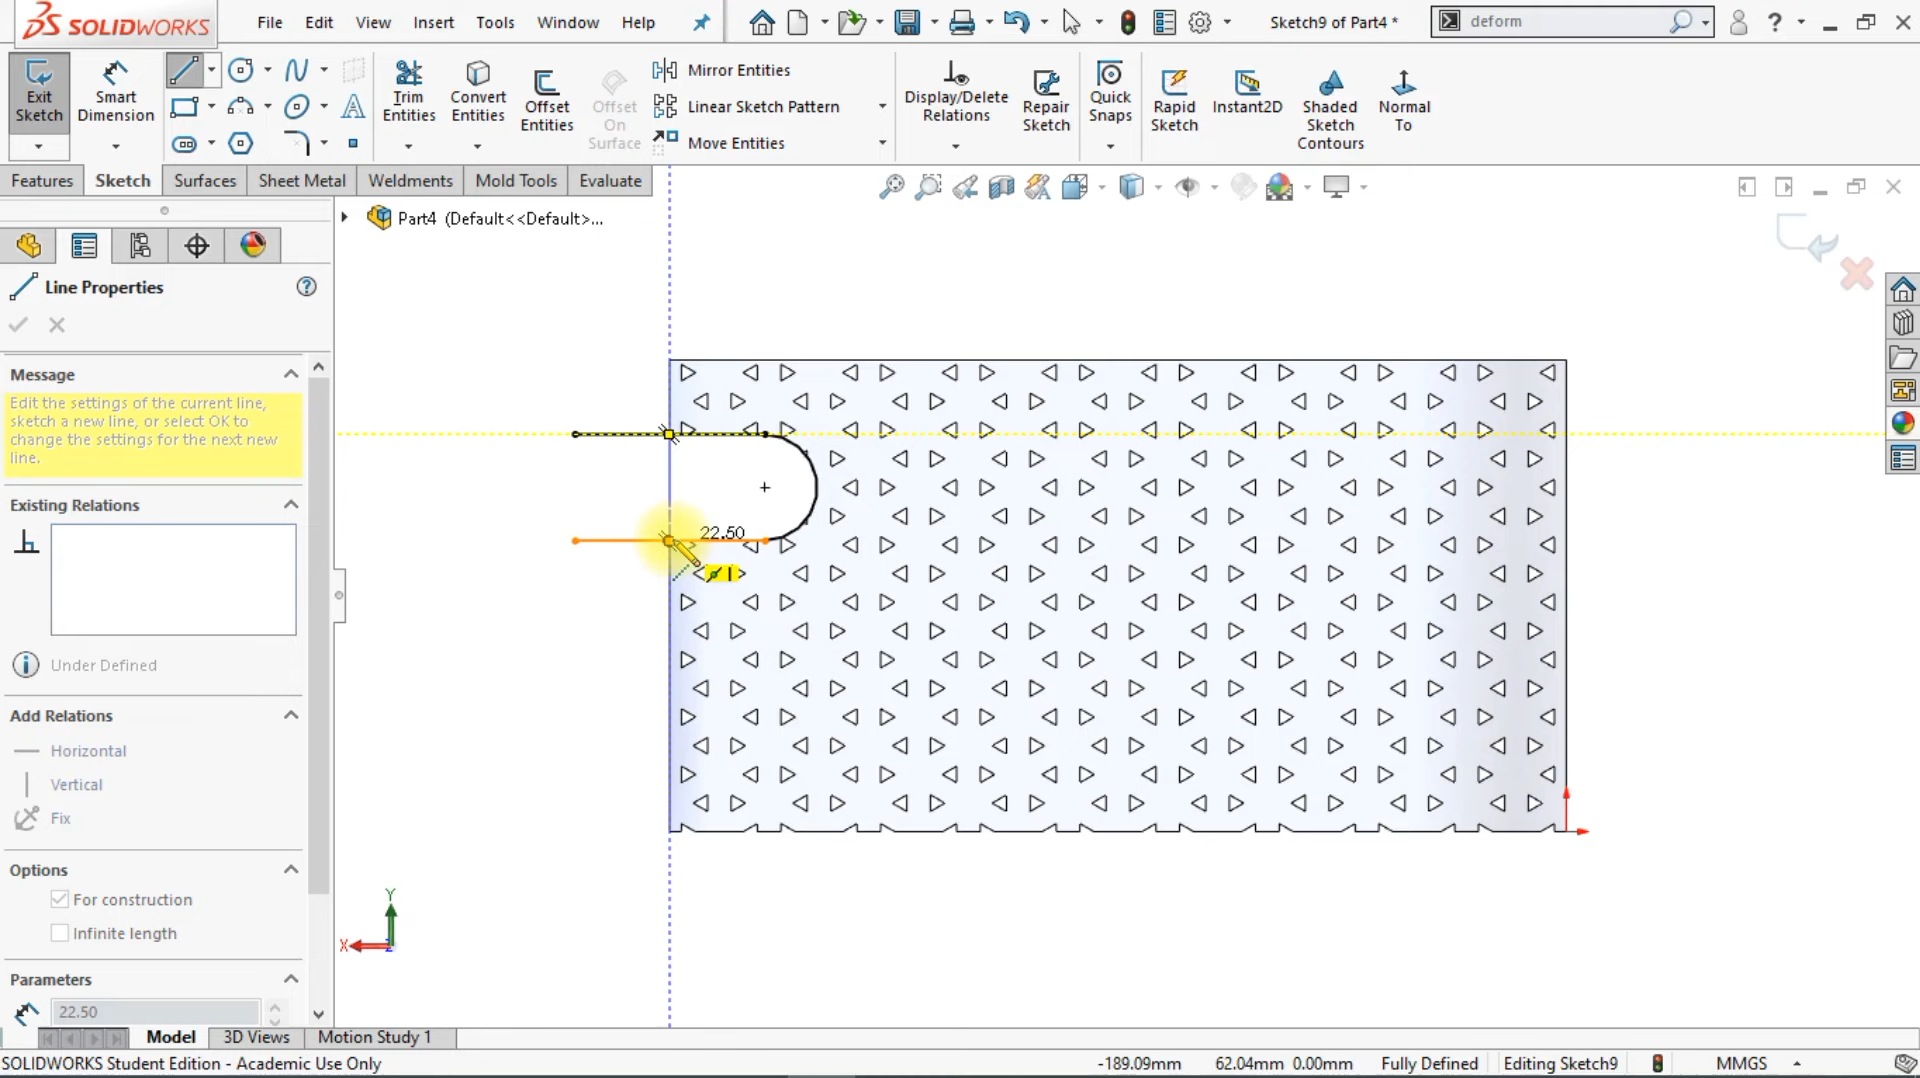 SOLIDWORKS
File
Edit
View
Insert
Tools
Window
Help
Sketch9 of Part4 *
deform
Exit
Sketch
Smart
Dimension
Trim
Entities
Convert
Entities
Offset
Entities
Offset
On
Surface
Mirror Entities
Linear Sketch Pattern
Move Entities
Display/Delete
Relations
Repair
Sketch
Quick
Snaps
Rapid
Sketch
Instant2D
Shaded
Sketch
Contours
Normal
To
Features
Sketch
Surfaces
Sheet Metal
Weldments
Mold Tools
Evaluate
Part4 (Default<<Default>...
Line Properties
Message
Edit the settings of the current line,
sketch a new line, or select OK to
change the settings for the next new
line.
Existing Relations
Under Defined
Add Relations
Horizontal
Vertical
Fix
Options
For construction
Infinite length
Parameters
22.50
22.50
Y
X
Z
Model
3D Views
Motion Study 1
SOLIDWORKS Student Edition - Academic Use Only
-189.09mm
62.04mm 0.00mm
Fully Defined
Editing Sketch9
MMGS